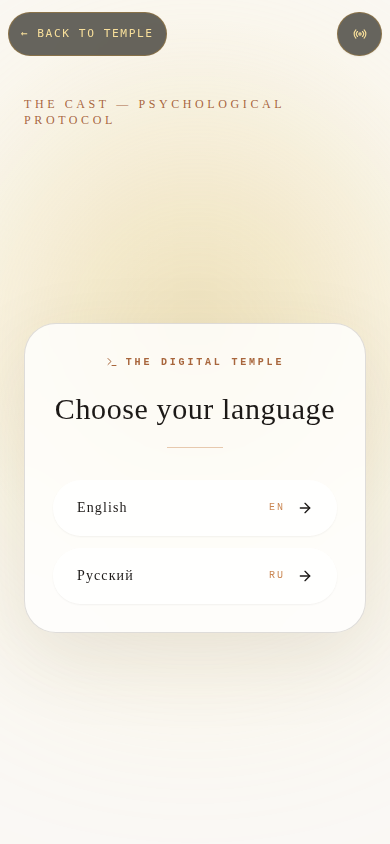 ← BACK TO TEMPLE
THE CAST — PSYCHOLOGICAL
PROTOCOL
THE DIGITAL TEMPLE
Choose your language
English EN →
Русский RU →